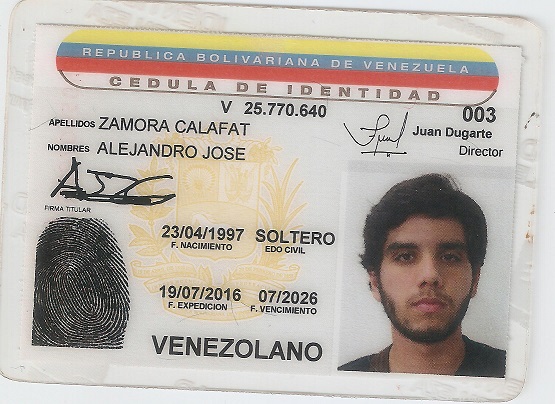 REPUBLICA BOLIVARIANA DE VENEZUELA
CEDULA DE IDENTIDAD
V 25.770.640
003
APELLIDOS ZAMORA CALAFAT
Juan Dugarte
Director
NOMBRES ALEJANDRO JOSE
FIRMA TITULAR
23/04/1997 SOLTERO
F. NACIMIENTO EDO CIVIL
19/07/2016 07/2026
F. EXPEDICION F. VENCIMIENTO
VENEZOLANO